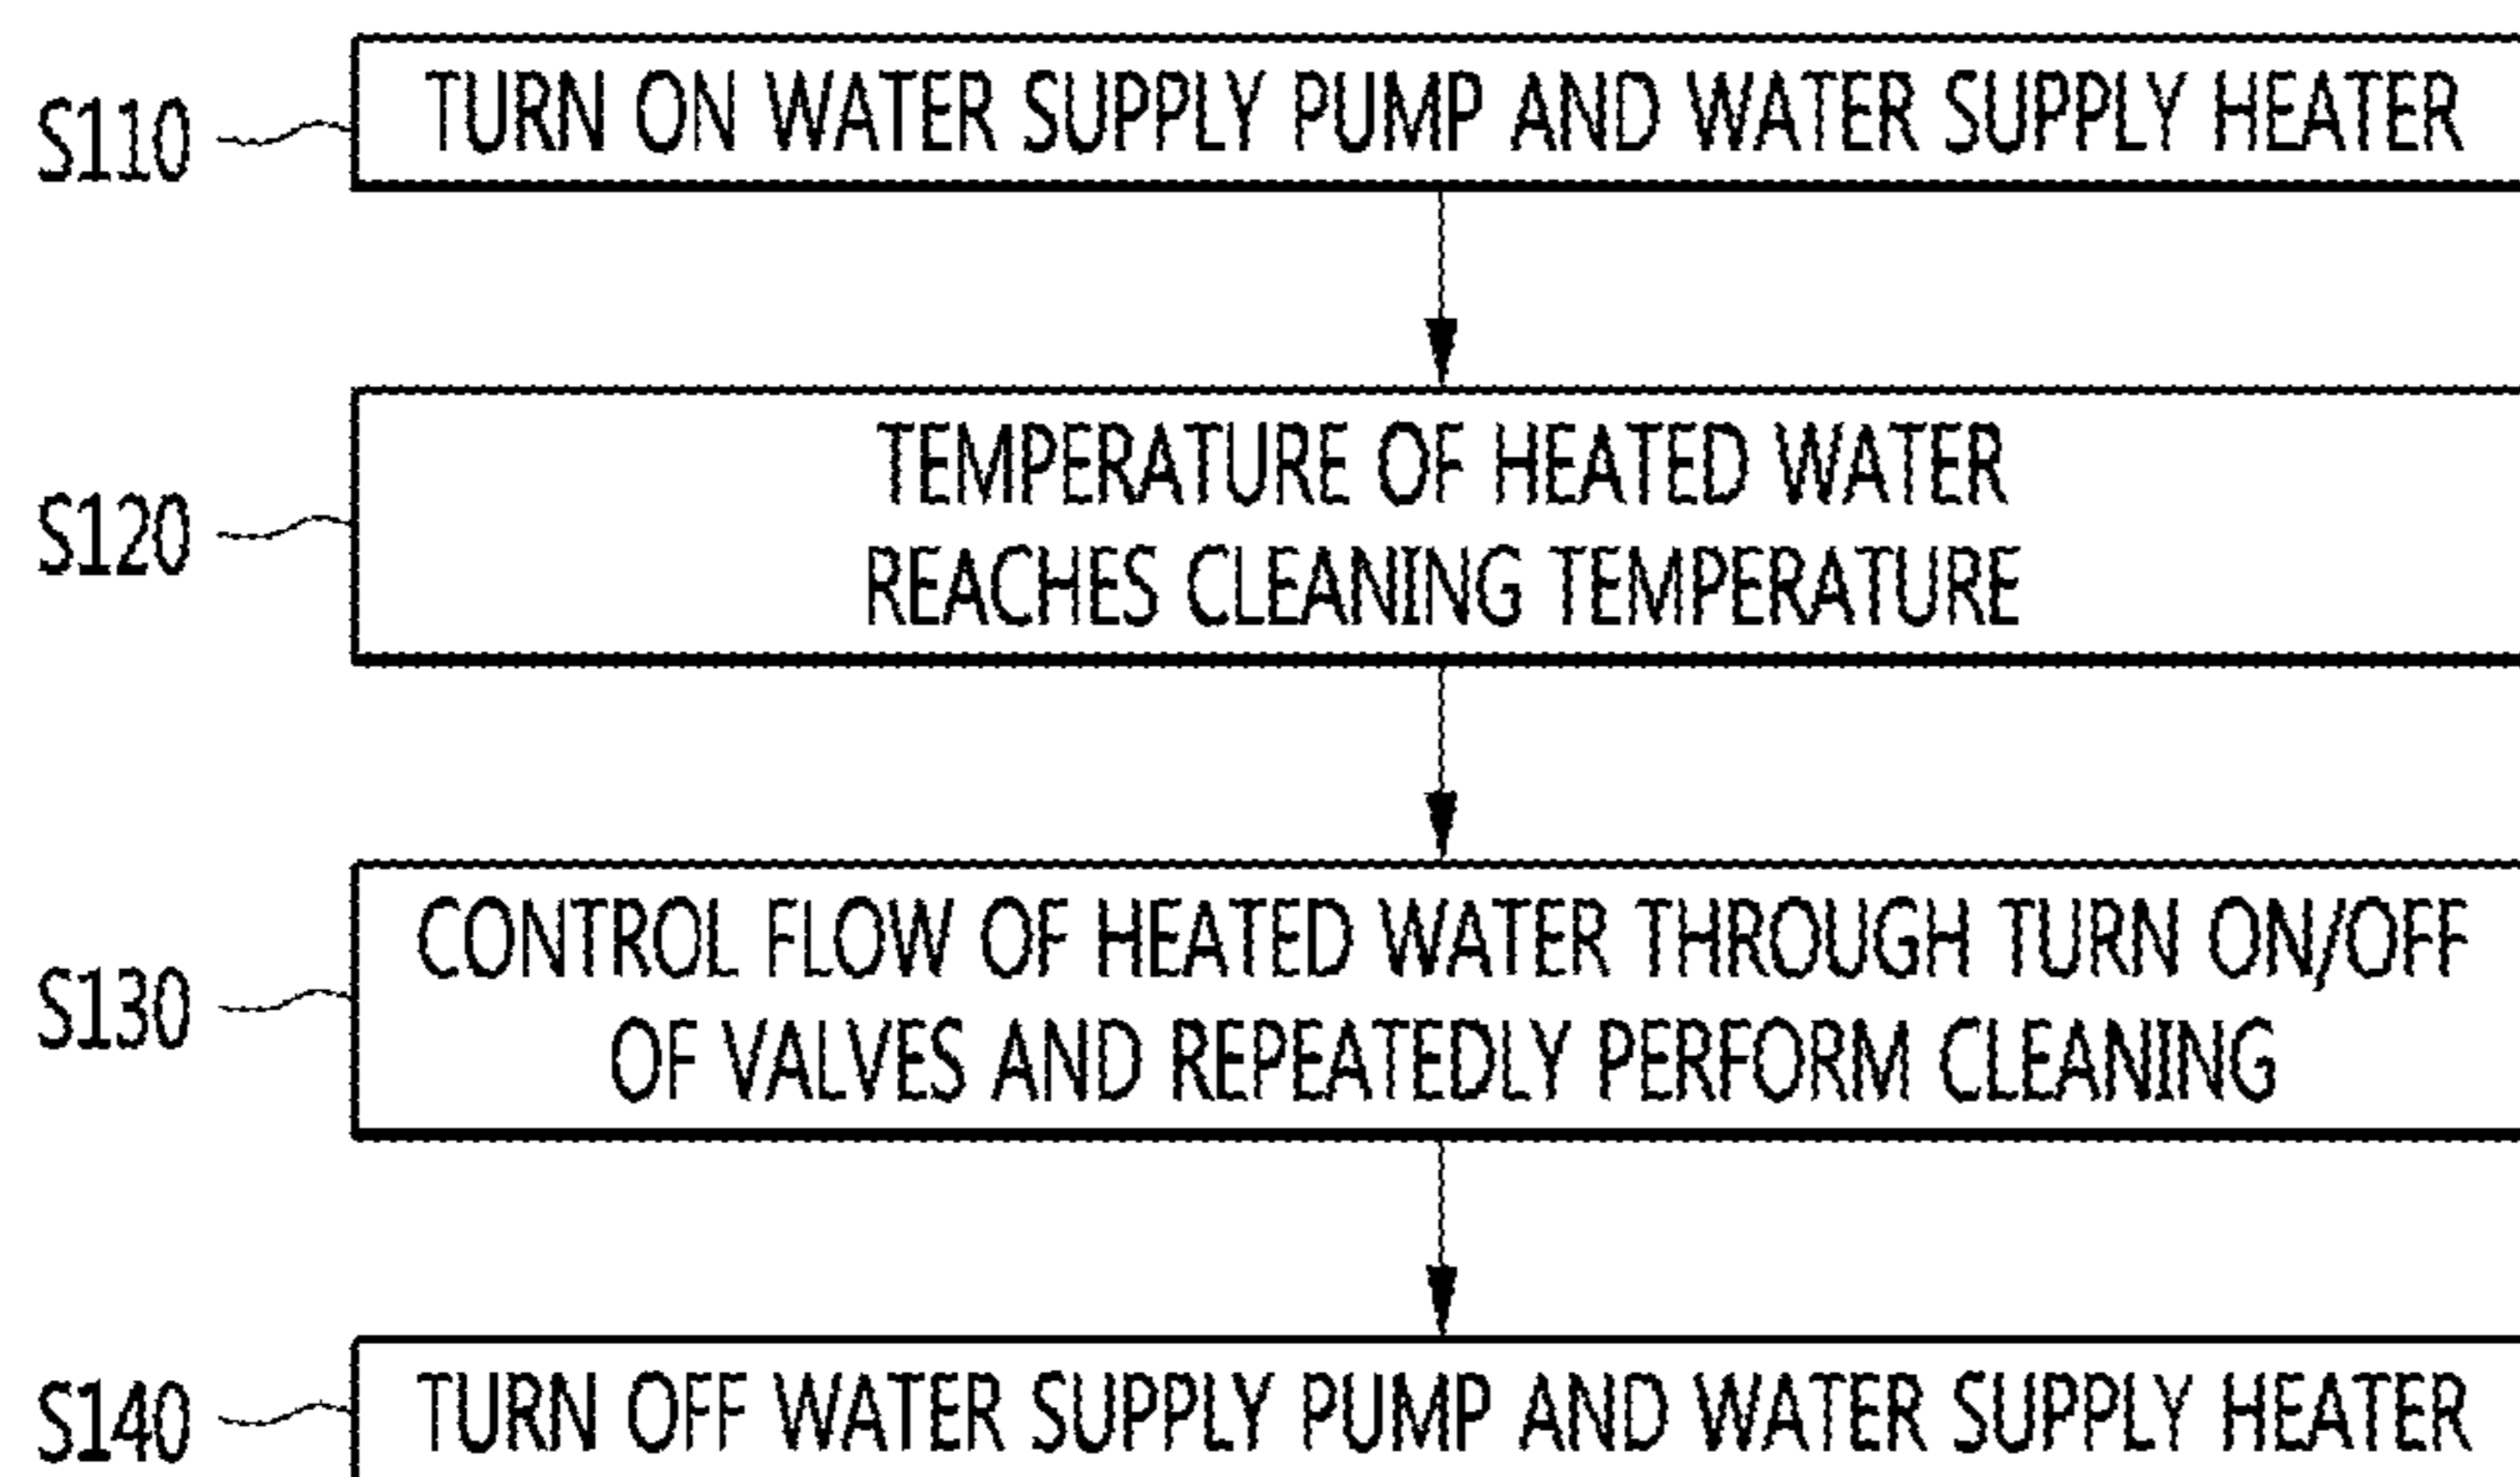 S110
TURN ON WATER SUPPLY PUMP AND WATER SUPPLY HEATER
S120
TEMPERATURE OF HEATED WATER
REACHES CLEANING TEMPERATURE
S130
CONTROL FLOW OF HEATED WATER THROUGH TURN ON/OFF
OF VALVES AND REPEATEDLY PERFORM CLEANING
S140
TURN OFF WATER SUPPLY PUMP AND WATER SUPPLY HEATER